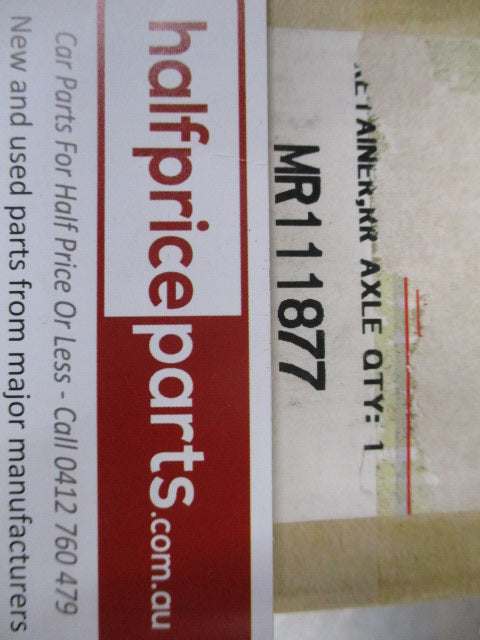 RETAINER,RR AXLE QTY: 1
MR111877
halfpriceparts.com.au
Car Parts For Half Price Or Less - Call 0412 760 479
New and used parts from major manufacturers